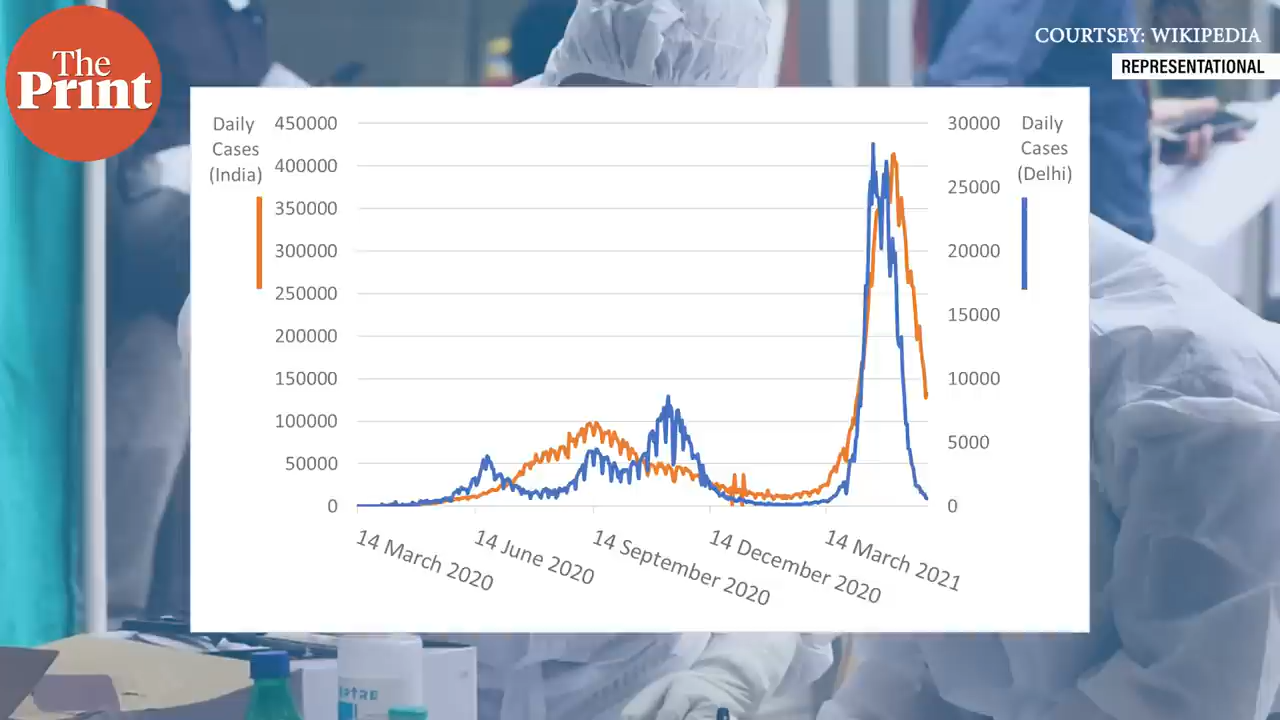 The
Print
COURTSEY: WIKIPEDIA
REPRESENTATIONAL
Daily
Cases
(India)
450000
400000
350000
300000
250000
200000
150000
100000
50000
0
30000
25000
20000
15000
10000
5000
0
Daily
Cases
(Delhi)
14 March 2020
14 June 2020
14 September 2020
14 December 2020
14 March 2021